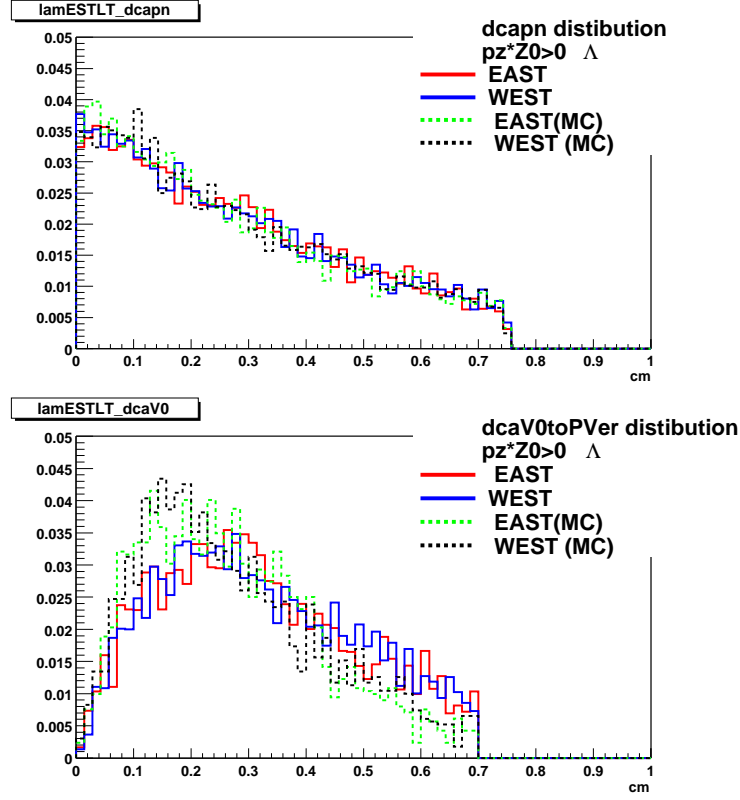 lamESTLT_dcapn
dcapn distibution
pz*Z0>0 Λ
EAST
WEST
EAST(MC)
WEST (MC)
0.05
0.045
0.04
0.035
0.03
0.025
0.02
0.015
0.01
0.005
0
0 0.1 0.2 0.3 0.4 0.5 0.6 0.7 0.8 0.9 1
cm
lamESTLT_dcaV0
dcaV0toPVer distibution
pz*Z0>0 Λ
EAST
WEST
EAST(MC)
WEST (MC)
0.05
0.045
0.04
0.035
0.03
0.025
0.02
0.015
0.01
0.005
0
0 0.1 0.2 0.3 0.4 0.5 0.6 0.7 0.8 0.9 1
cm